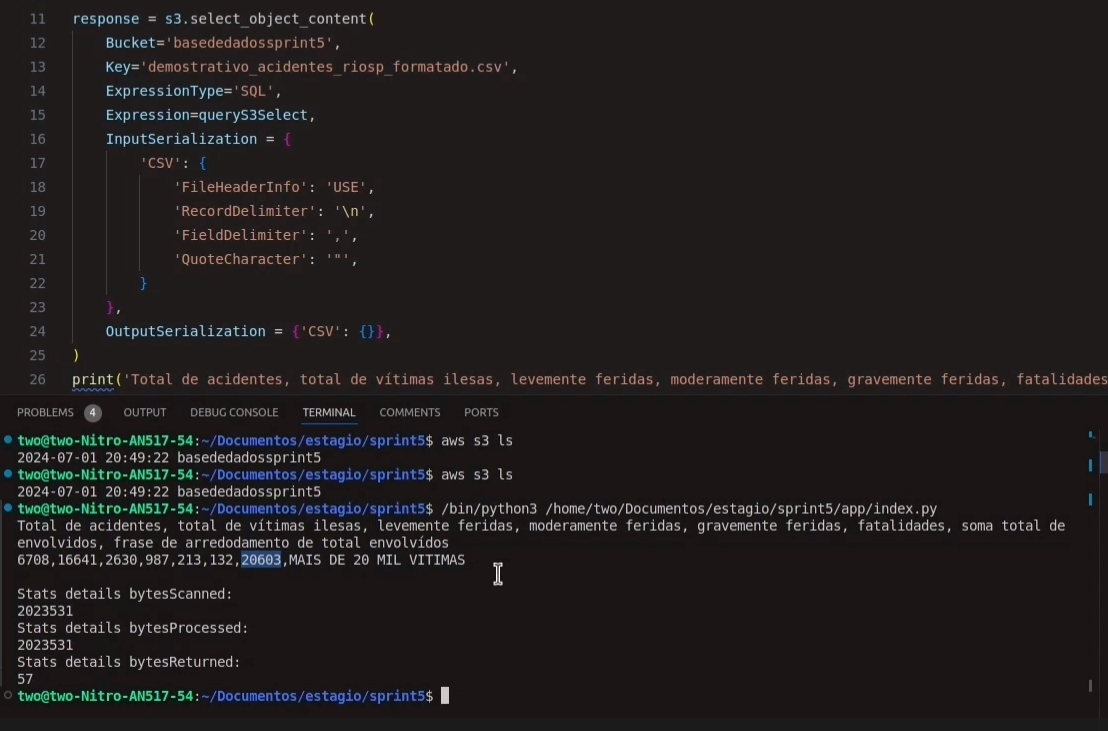 11 response = s3.select_object_content(
12 Bucket='basededadossprint5',
13 Key='demostrativo_acidentes_riosp_formatado.csv',
14 ExpressionType='SQL',
15 Expression=queryS3Select,
16 InputSerialization = {
17 'CSV': {
18 'FileHeaderInfo': 'USE',
19 'RecordDelimiter': '\n',
20 'FieldDelimiter': ',',
21 'QuoteCharacter': '"',
22 }
23 },
24 OutputSerialization = {'CSV': {}},
25 )
26 print('Total de acidentes, total de vítimas ilesas, levemente feridas, moderamente feridas, gravemente feridas, fatalidades
PROBLEMS 4 OUTPUT DEBUG CONSOLE TERMINAL COMMENTS PORTS
two@two-Nitro-AN517-54:~/Documentos/estagio/sprint5$ aws s3 ls
2024-07-01 20:49:22 basededadossprint5
two@two-Nitro-AN517-54:~/Documentos/estagio/sprint5$ aws s3 ls
2024-07-01 20:49:22 basededadossprint5
two@two-Nitro-AN517-54:~/Documentos/estagio/sprint5$ /bin/python3 /home/two/Documentos/estagio/sprint5/app/index.py
Total de acidentes, total de vítimas ilesas, levemente feridas, moderamente feridas, gravemente feridas, fatalidades, soma total de
envolvidos, frase de arredodamento de total envolvídos
6708,16641,2630,987,213,132,20603,MAIS DE 20 MIL VITIMAS
Stats details bytesScanned:
2023531
Stats details bytesProcessed:
2023531
Stats details bytesReturned:
57
two@two-Nitro-AN517-54:~/Documentos/estagio/sprint5$